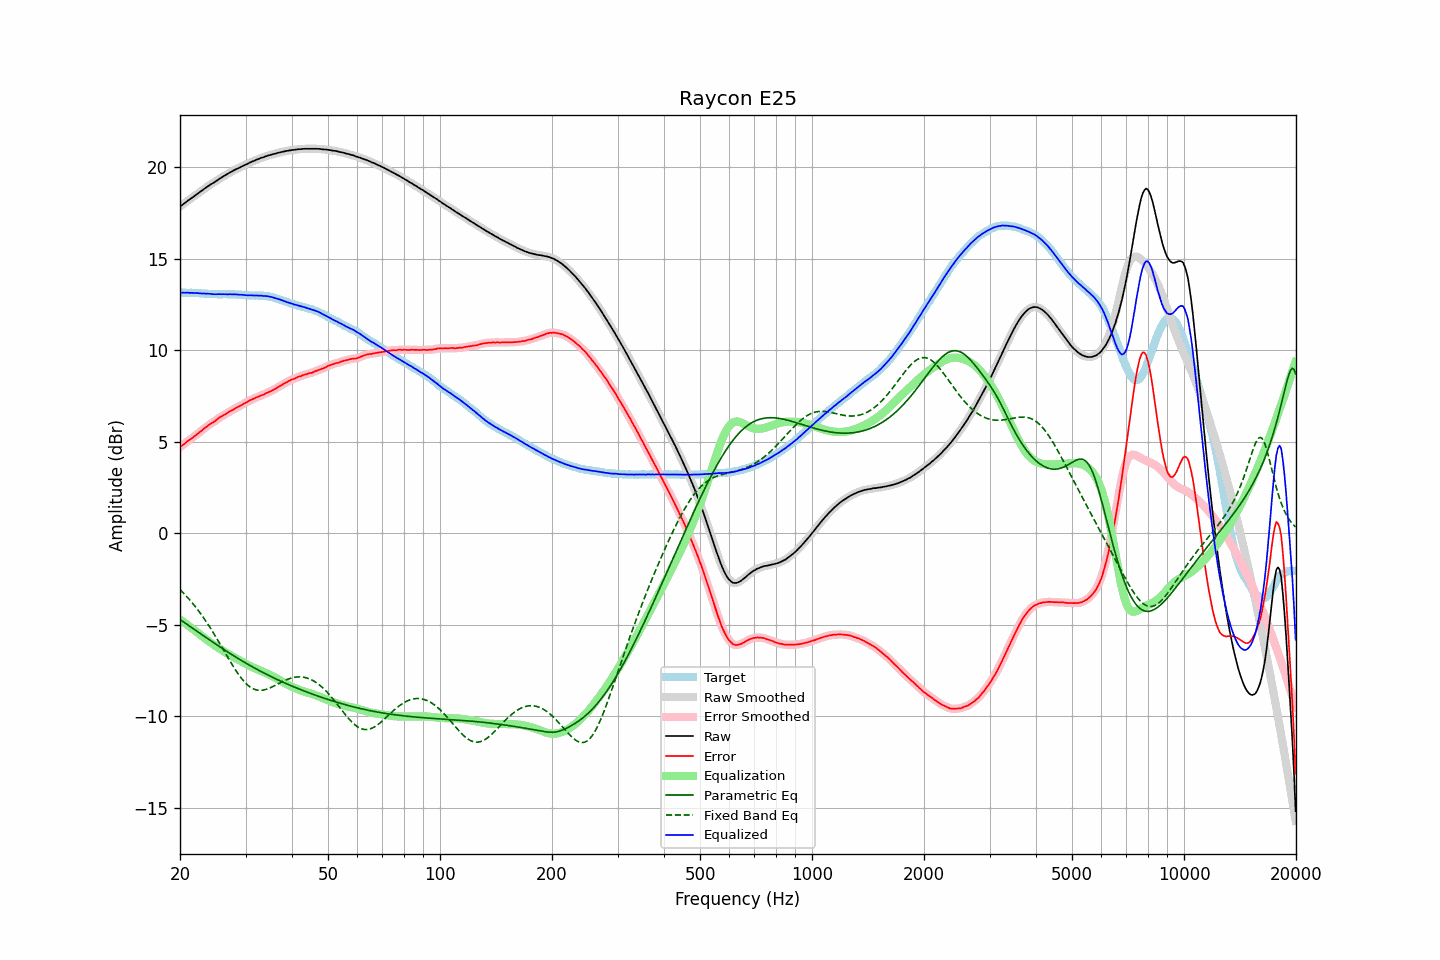 Raycon E25
Amplitude (dBr)
20
15
10
5
0
−5
−10
−15
Target
Raw Smoothed
Error Smoothed
Raw
Error
Equalization
Parametric Eq
Fixed Band Eq
Equalized
20 50 100 200 500 1000 2000 5000 10000 20000
Frequency (Hz)